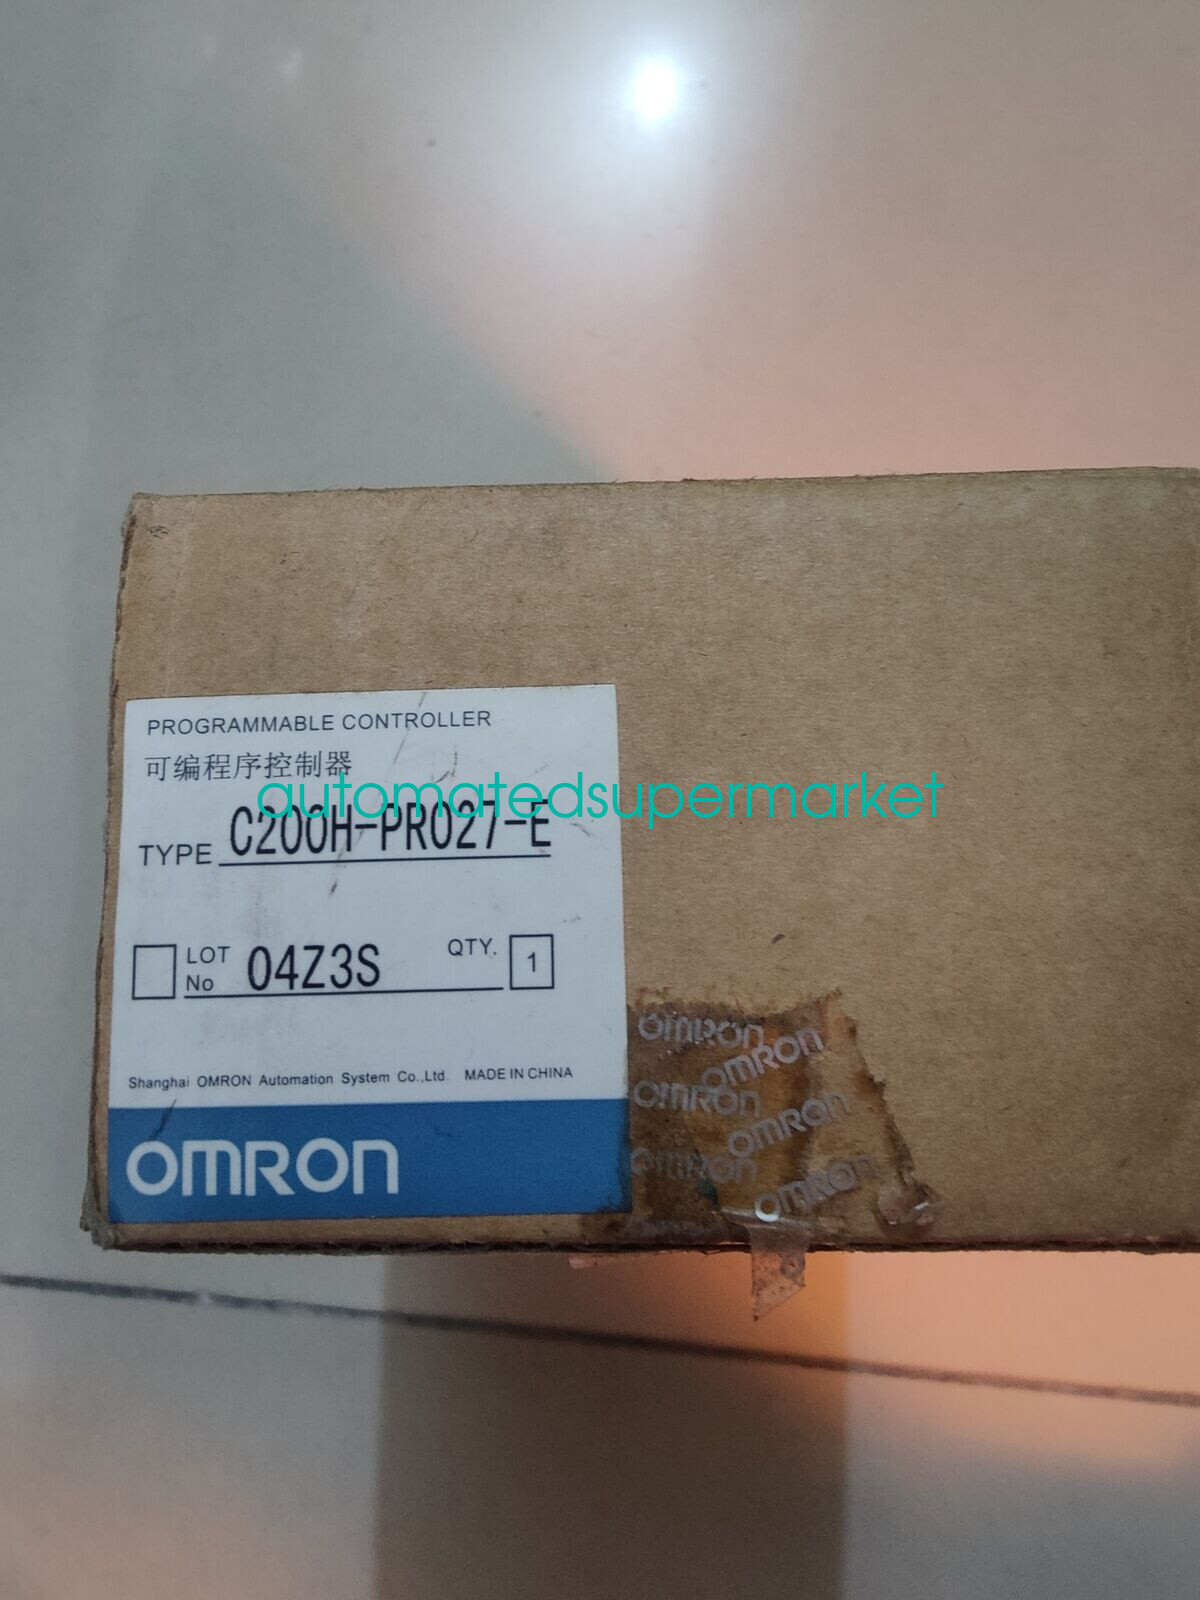 PROGRAMMABLE CONTROLLER
可编程序控制器
automatedsupermarket
TYPE C200H-PRO27-E
LOT No 04Z3S QTY. 1
Shanghai OMRON Automation System Co.,Ltd. MADE IN CHINA
OMRON
OMRON
OMRON
OMRON
OMRON
OMRON
OMRON